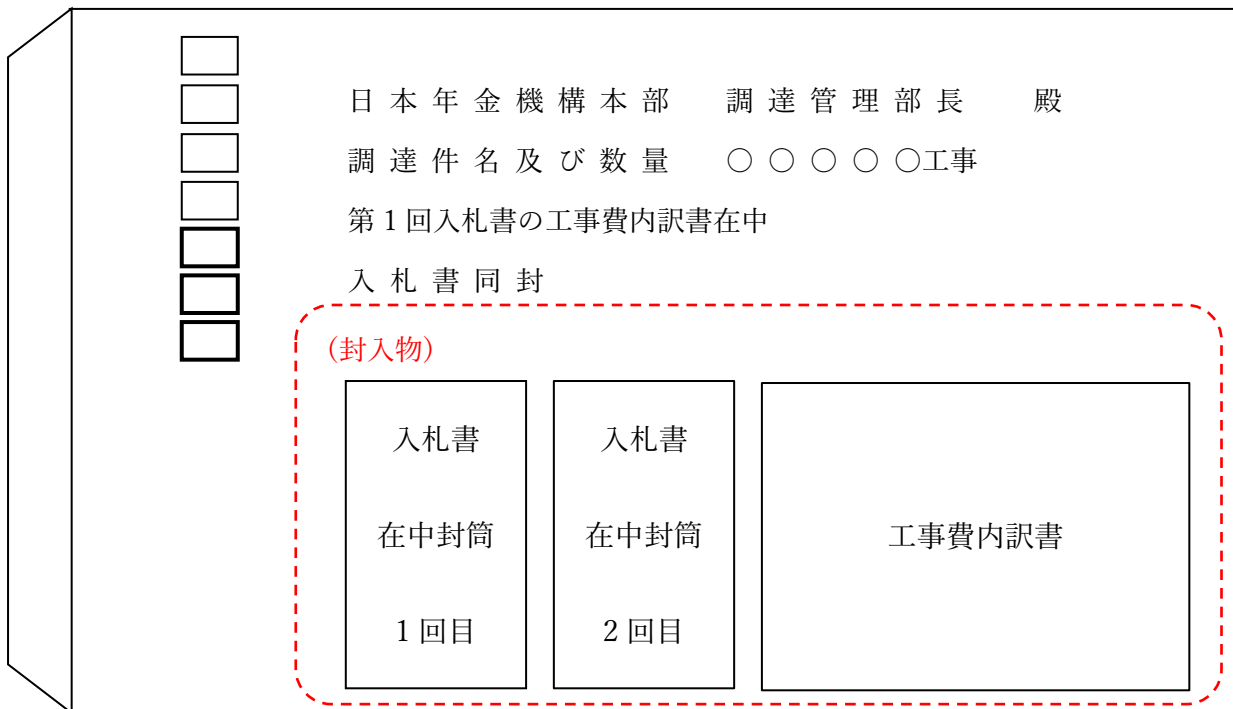 日本年金機構本部　調達管理部長　殿
調達件名及び数量　○○○○○工事
第1回入札書の工事費内訳書在中
入札書同封
(封入物)
入札書
在中封筒
1回目
入札書
在中封筒
2回目
工事費内訳書